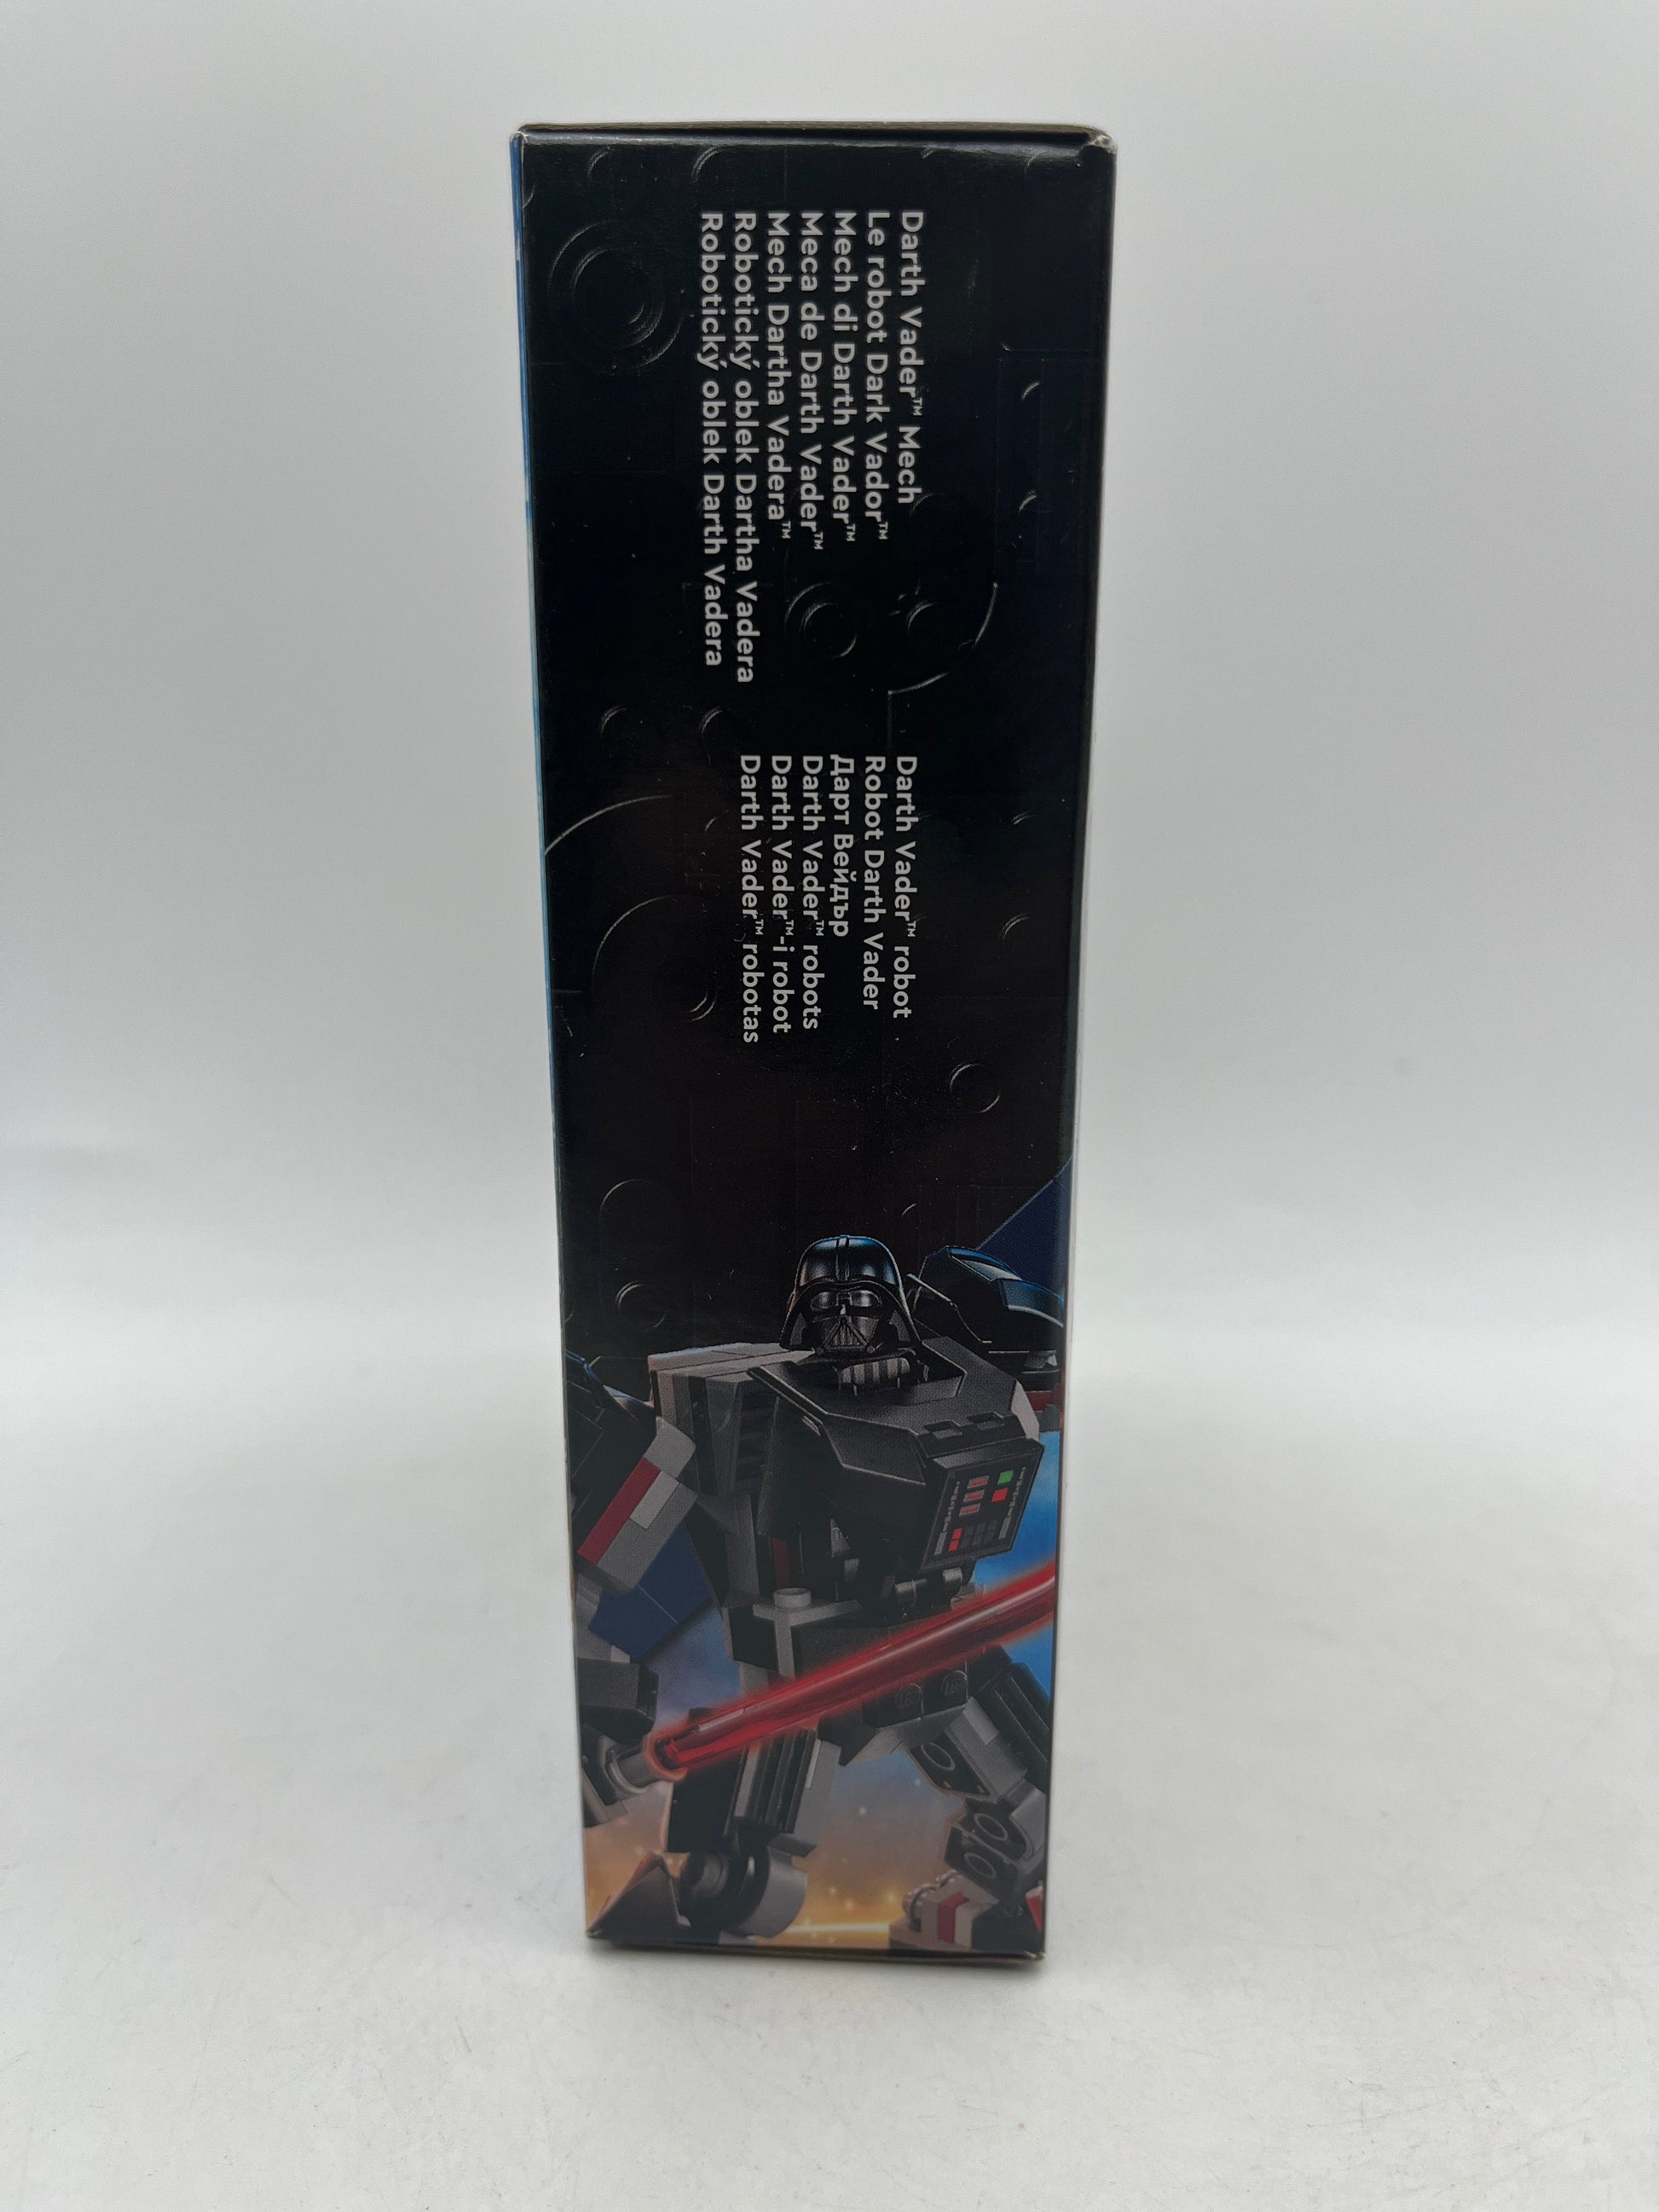 Darth Vader™ Mech
Le robot Dark Vador™
Mech di Darth Vader™
Meca de Darth Vader™
Mech Dartha Vadera™
Robotický oblek Dartha Vadera
Robotický oblek Darth Vadera
Darth Vader™ robot
Robot Darth Vader
Дарт Вейдър
Darth Vader™ robots
Darth Vader™-i robot
Darth Vader™ robotas